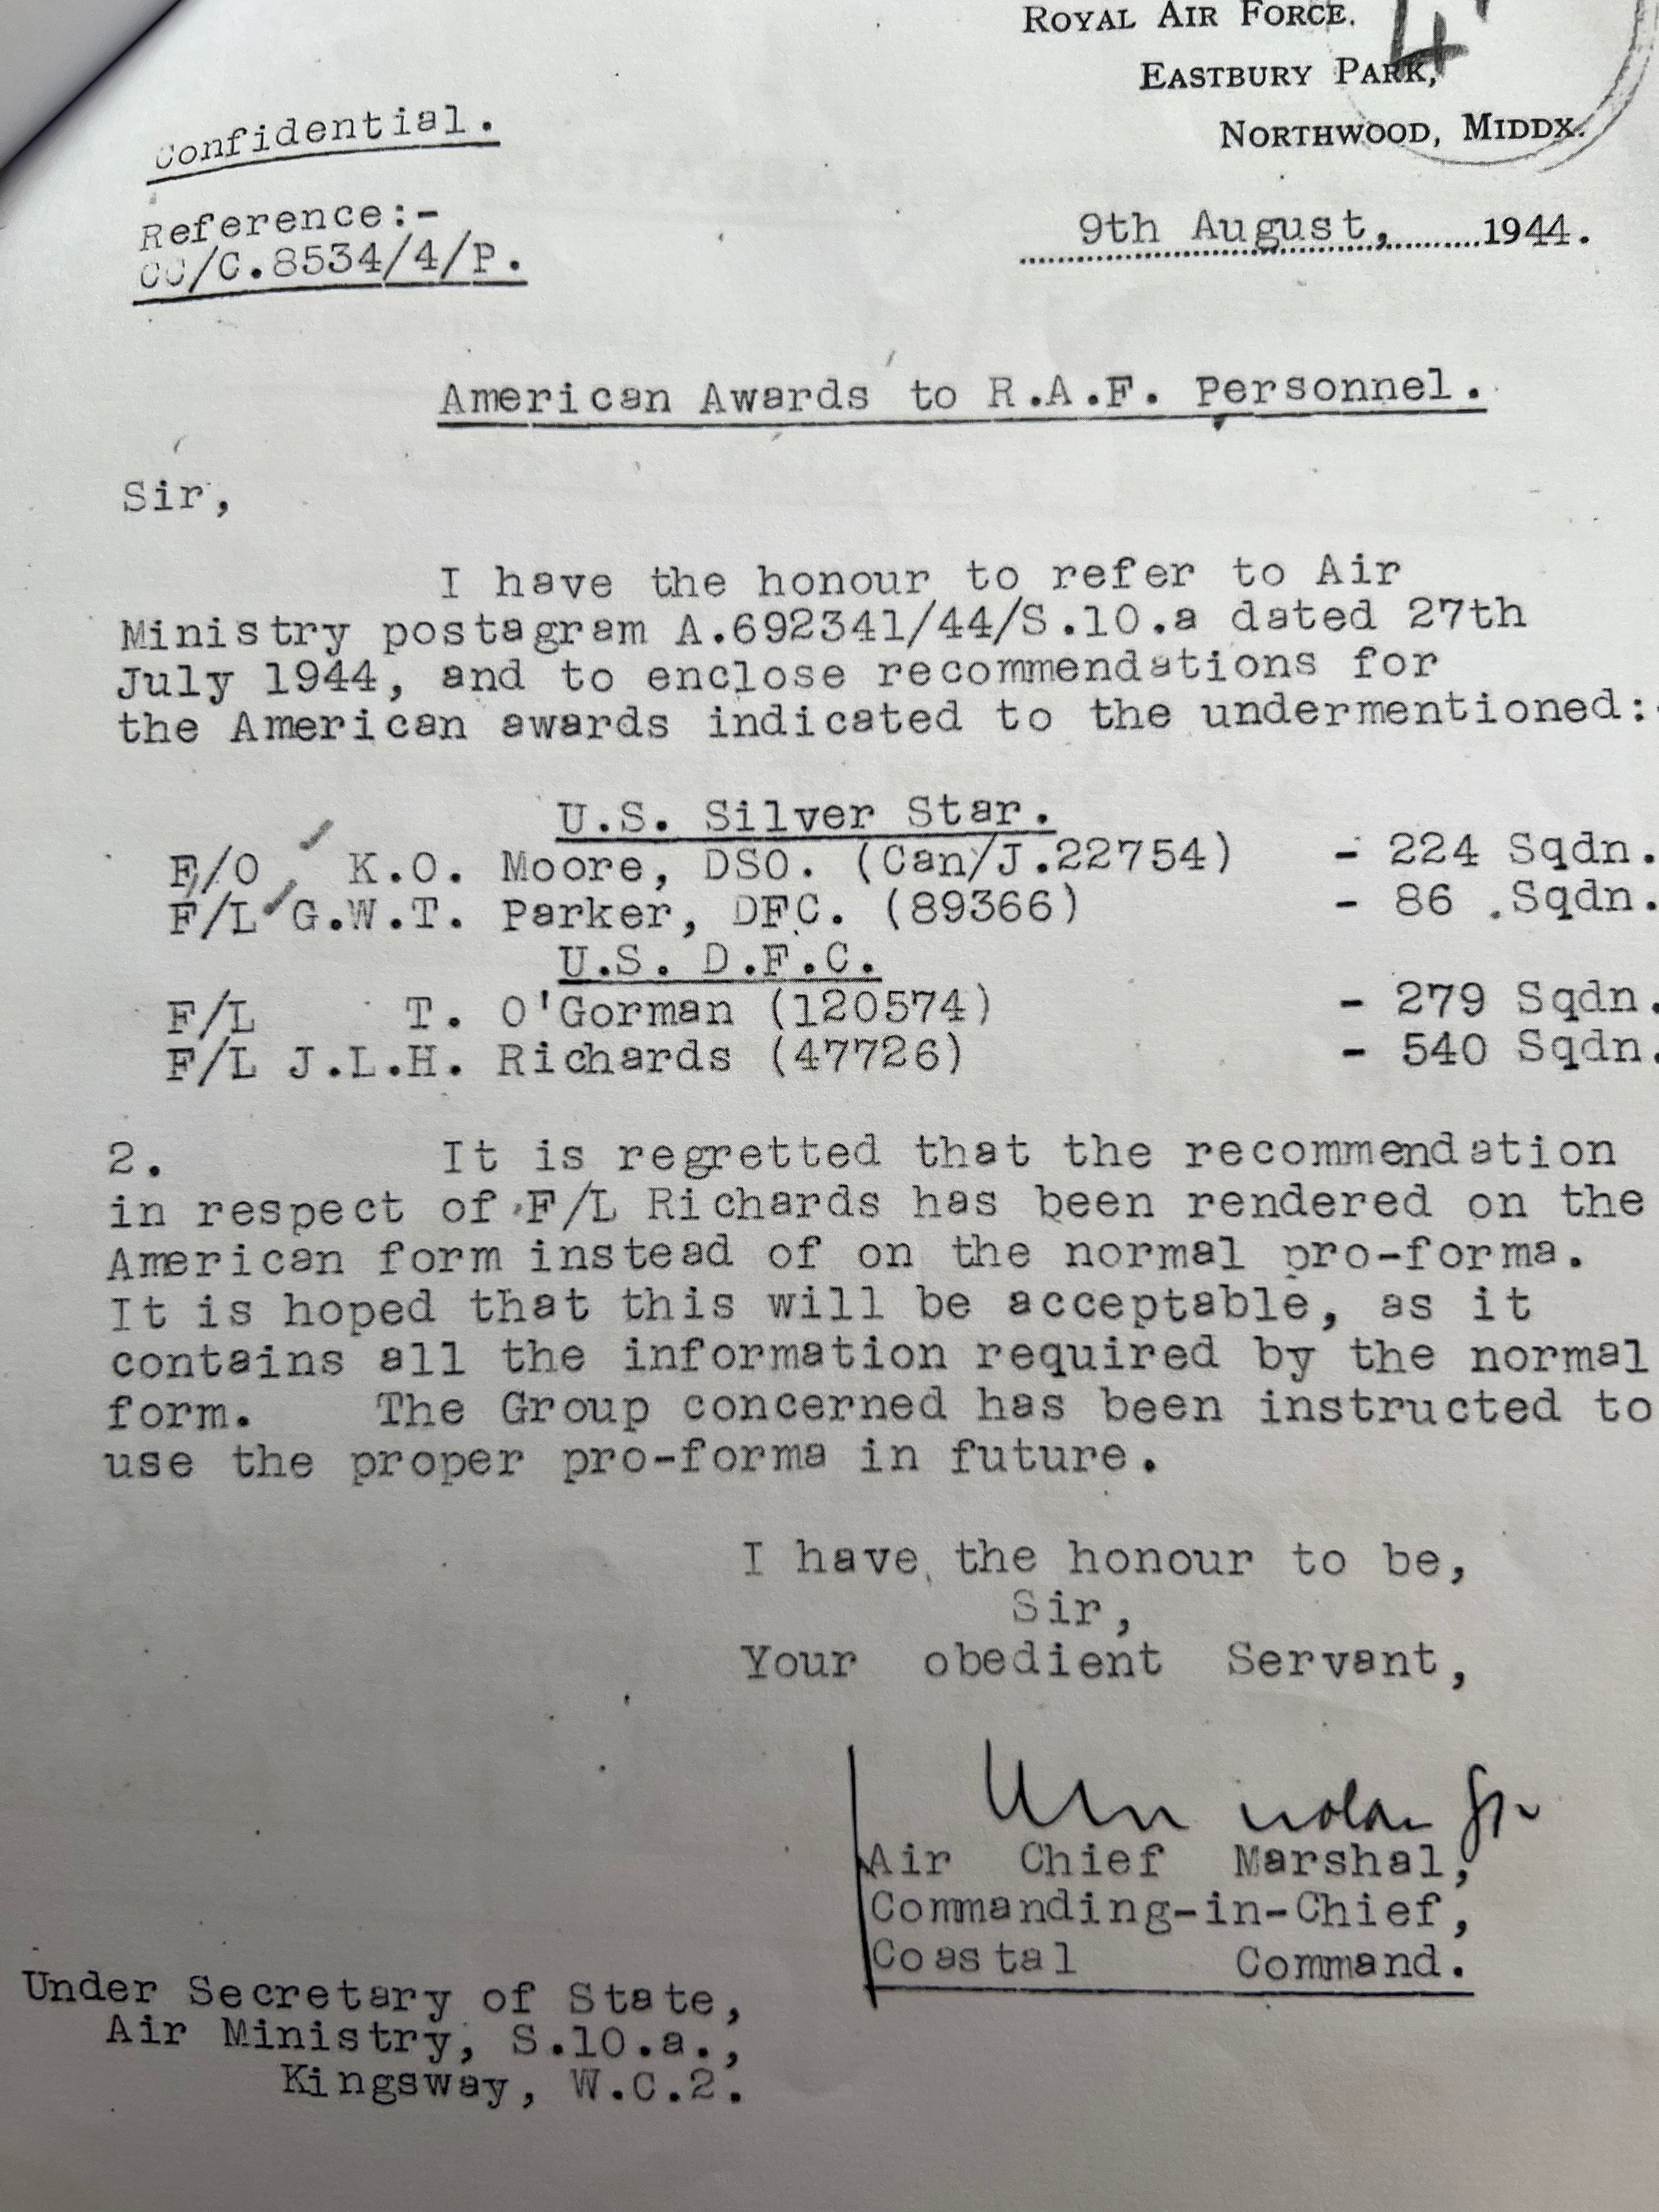 ROYAL AIR FORCE.
EASTBURY PARK,
NORTHWOOD, MIDDX.
Confidential.
9th August, 1944.
Reference:-
CC/C.8534/4/P.
American Awards to R.A.F. Personnel.
Sir,
I have the honour to refer to Air
Ministry postagram A.692341/44/S.10.a dated 27th
July 1944, and to enclose recommendations for
the American awards indicated to the undermentioned:-
U.S. Silver Star.
F/O K.O. Moore, DSO. (Can/J.22754) - 224 Sqdn.
F/L G.W.T. Parker, DFC. (89366) - 86 Sqdn.
U.S. D.F.C.
F/L T. O'Gorman (120574) - 279 Sqdn.
F/L J.L.H. Richards (47726) - 540 Sqdn.
2. It is regretted that the recommendation
in respect of F/L Richards has been rendered on the
American form instead of on the normal pro-forma.
It is hoped that this will be acceptable, as it
contains all the information required by the normal
form. The Group concerned has been instructed to
use the proper pro-forma in future.
I have the honour to be,
Sir,
Your obedient Servant,
Air Chief Marshal,
Commanding-in-Chief,
Coastal Command.
Under Secretary of State,
Air Ministry, S.10.a.,
Kingsway, W.C.2.